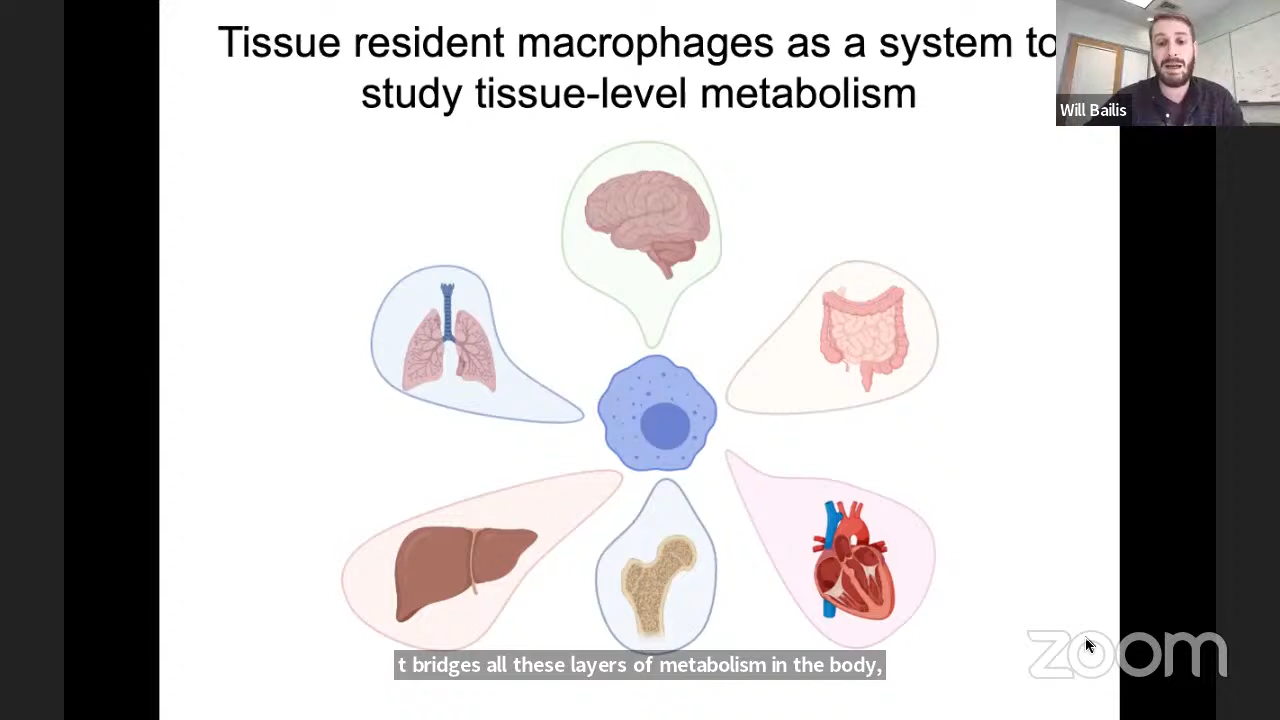 Tissue resident macrophages as a system to
study tissue-level metabolism
Will Bailis
t bridges all these layers of metabolism in the body,
zoom